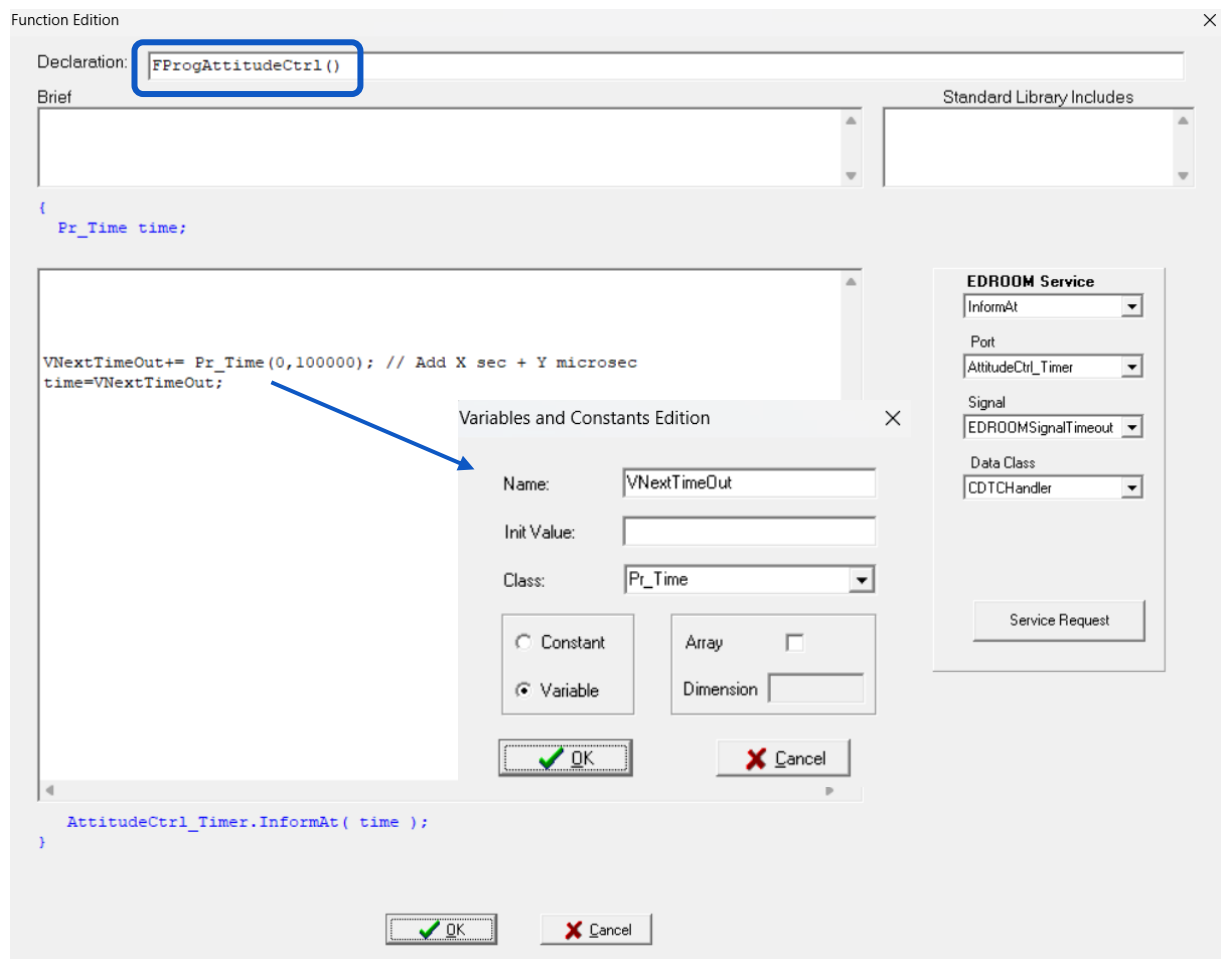 Function Edition
Declaration: FProgAttitudeCtrl()
Brief
Standard Library Includes
{
Pr_Time time;
VNextTimeOut+= Pr_Time(0,100000); // Add X sec + Y microsec
time=VNextTimeOut;
EDROOM Service
InformAt
Port
AttitudeCtrl_Timer
Signal
EDROOMSignalTimeout
Data Class
CDTCHandler
Service Request
Variables and Constants Edition
Name: VNextTimeOut
Init Value:
Class: Pr_Time
Constant
Variable
Array
Dimension
OK
Cancel
AttitudeCtrl_Timer.InformAt( time );
}
OK
Cancel